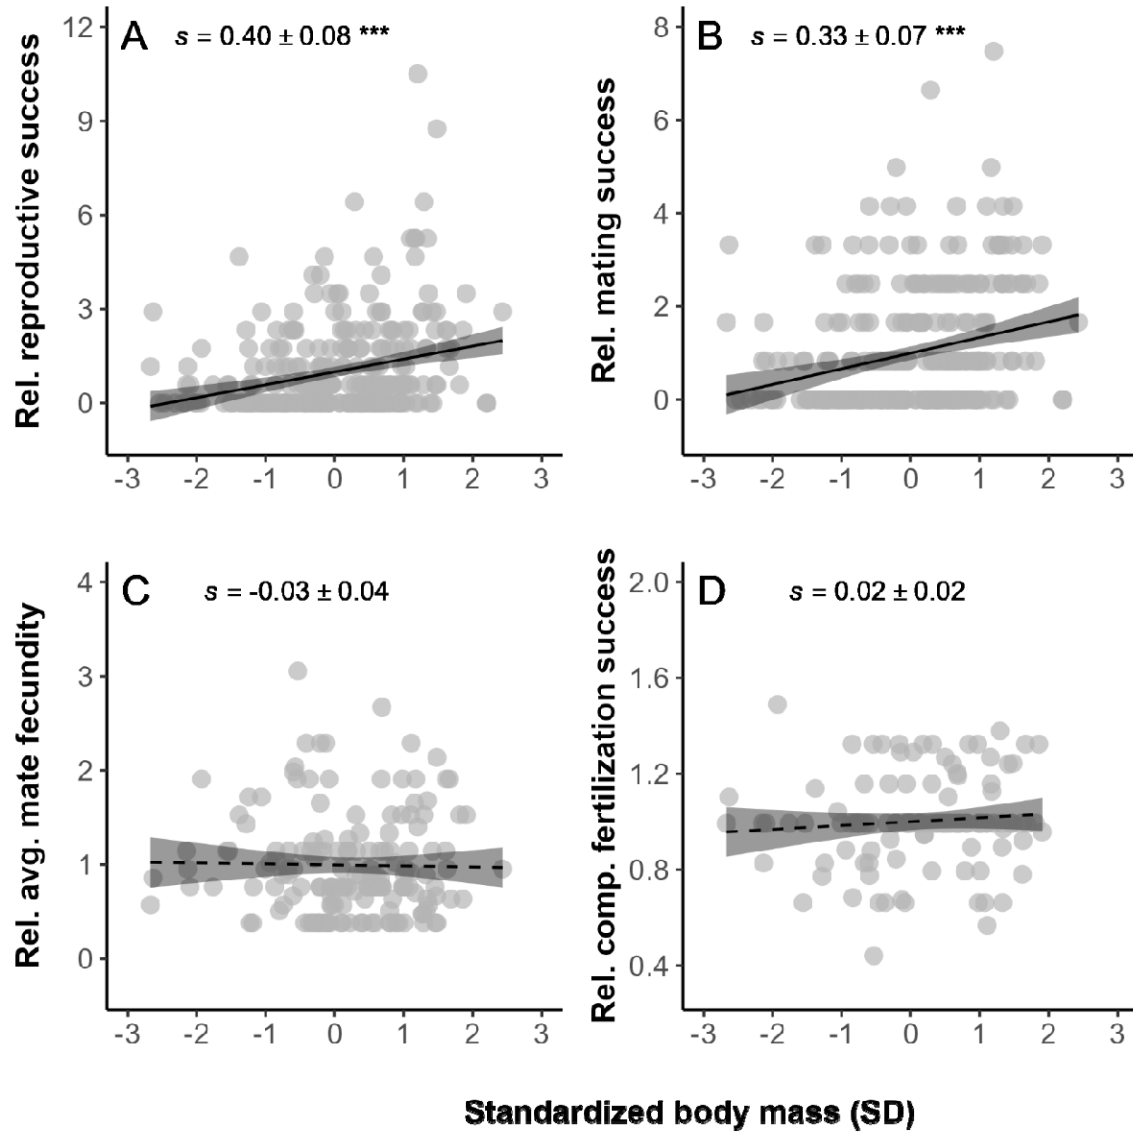 A s = 0.40 ± 0.08 ***
Rel. reproductive success
12
9
6
3
0
-3 -2 -1 0 1 2 3
B s = 0.33 ± 0.07 ***
Rel. mating success
8
6
4
2
0
-3 -2 -1 0 1 2 3
C s = -0.03 ± 0.04
Rel. avg. mate fecundity
4
3
2
1
0
-3 -2 -1 0 1 2 3
D s = 0.02 ± 0.02
Rel. comp. fertilization success
2.0
1.6
1.2
0.8
0.4
-3 -2 -1 0 1 2 3
Standardized body mass (SD)